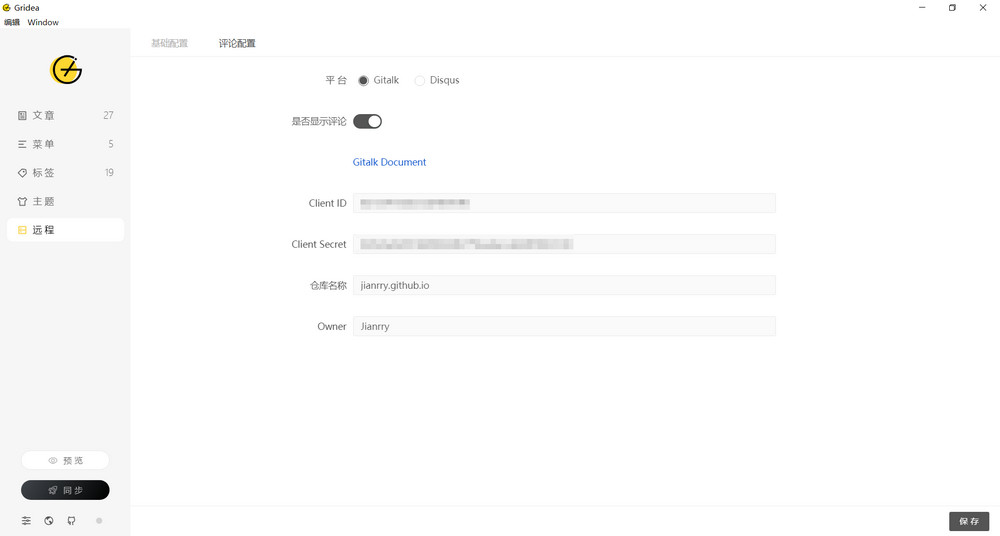 Gridea
编辑 Window
基础配置 评论配置
文章 27
菜单 5
标签 19
主题
远程
平台 Gitalk Disqus
是否显示评论
Gitalk Document
Client ID
Client Secret
仓库名称 jianrry.github.io
Owner Jianrry
预览
同步
保存